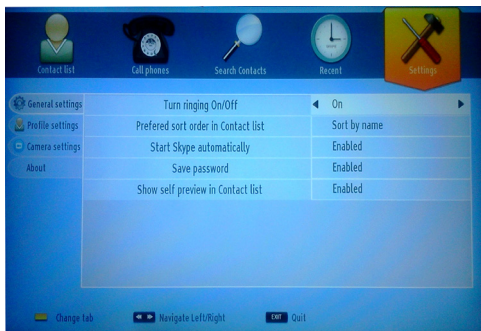 Contact list
Call phones
Search Contacts
Recent
Settings
General settings
Turn ringing On/Off
On
Profile settings
Prefered sort order in Contact list
Sort by name
Camera settings
Start Skype automatically
Enabled
About
Save password
Enabled
Show self preview in Contact list
Enabled
Change tab
Navigate Left/Right
EXIT Quit